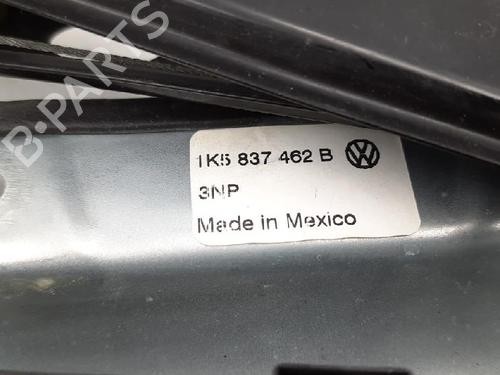 B-PARTS
1K5 837 462 B
3NP
Made in Mexico